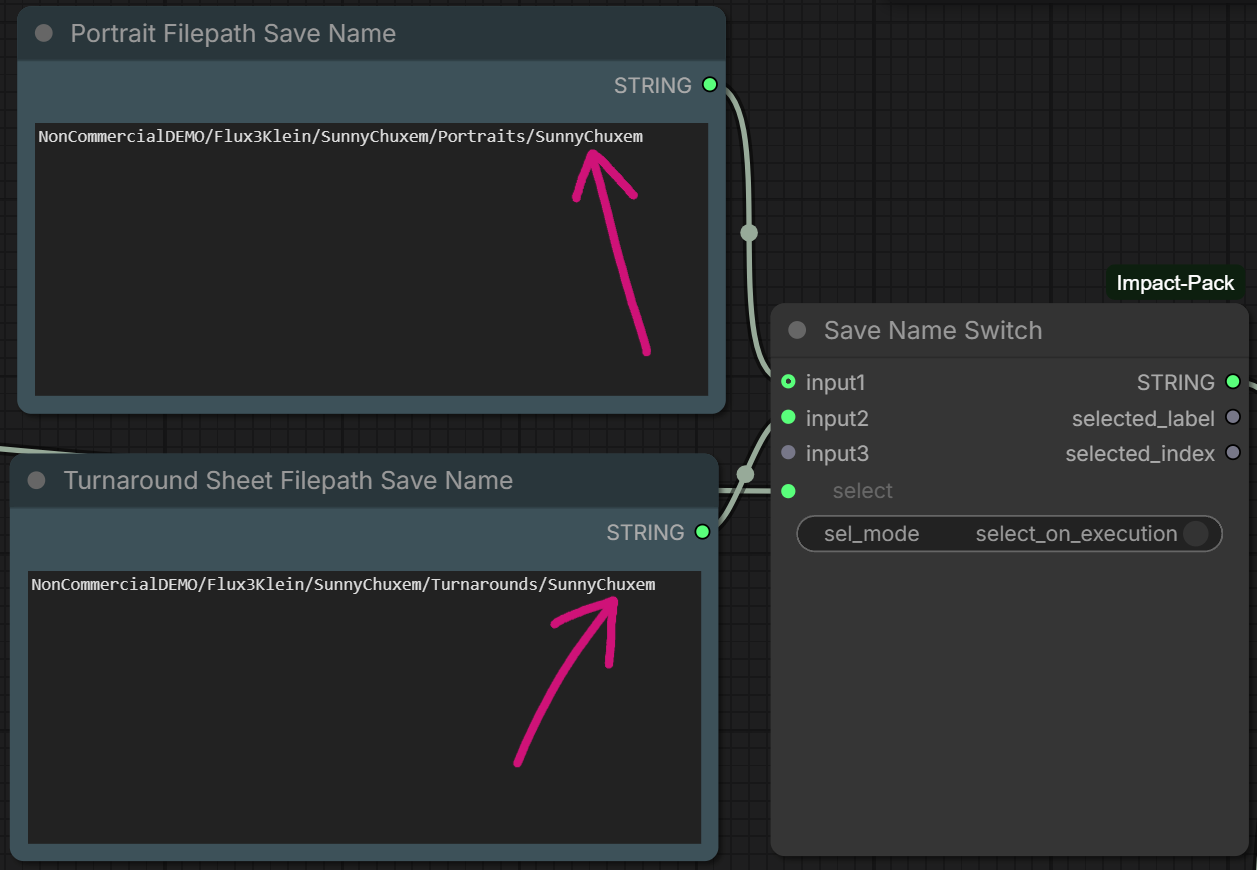 Portrait Filepath Save Name
STRING
NonCommercialDEMO/Flux3Klein/SunnyChuxem/Portraits/SunnyChuxem
Impact-Pack
Save Name Switch
input1 STRING
input2 selected_label
input3 selected_index
select
sel_mode select_on_execution
Turnaround Sheet Filepath Save Name
STRING
NonCommercialDEMO/Flux3Klein/SunnyChuxem/Turnarounds/SunnyChuxem